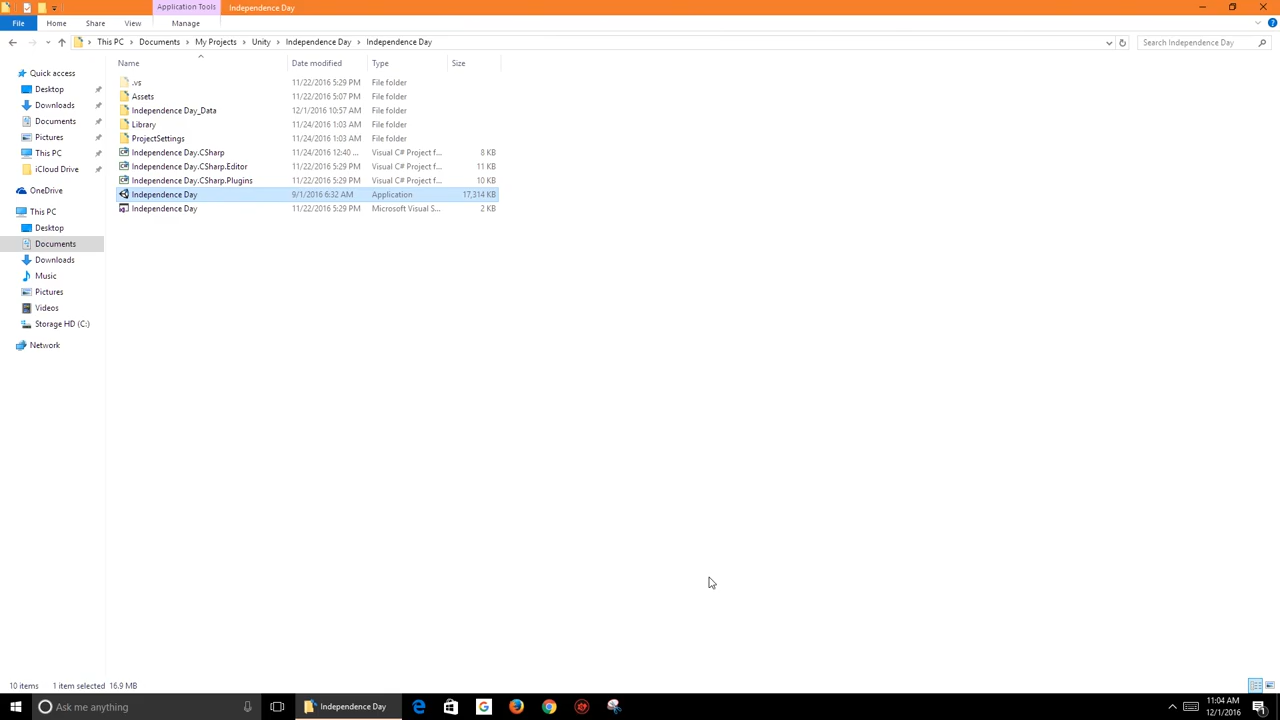 Application Tools
Independence Day
File
Home
Share
View
Manage
This PC
Documents
My Projects
Unity
Independence Day
Independence Day
Search Independence Day
Name
Date modified
Type
Size
Quick access
Desktop
Downloads
Documents
Pictures
This PC
iCloud Drive
OneDrive
This PC
Desktop
Documents
Downloads
Music
Pictures
Videos
Storage HD (C:)
Network
.vs 11/22/2016 5:29 PM File folder
Assets 11/22/2016 5:07 PM File folder
Independence Day_Data 12/1/2016 10:57 AM File folder
Library 11/24/2016 1:03 AM File folder
ProjectSettings 11/24/2016 1:03 AM File folder
Independence Day.CSharp 11/24/2016 12:40 ... Visual C# Project f... 8 KB
Independence Day.CSharp.Editor 11/22/2016 5:29 PM Visual C# Project f... 11 KB
Independence Day.CSharp.Plugins 11/22/2016 5:29 PM Visual C# Project f... 10 KB
Independence Day 9/1/2016 6:32 AM Application 17,314 KB
Independence Day 11/22/2016 5:29 PM Microsoft Visual S... 2 KB
10 items 1 item selected 16.9 MB
Ask me anything
Independence Day
11:04 AM
12/1/2016